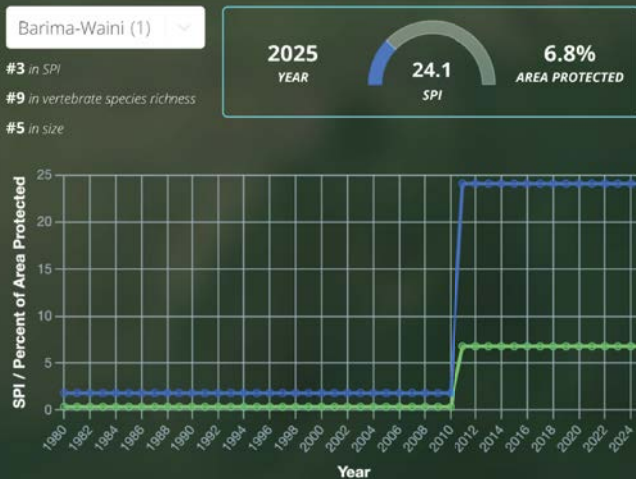 Barima-Waini (1)
#3 in SPI
#9 in vertebrate species richness
#5 in size
2025
YEAR
24.1
SPI
6.8%
AREA PROTECTED
SPI / Percent of Area Protected
25
20
15
10
5
0
1980 1982 1984 1986 1988 1990 1992 1994 1996 1998 2000 2002 2004 2006 2008 2010 2012 2014 2016 2018 2020 2022 2024
Year